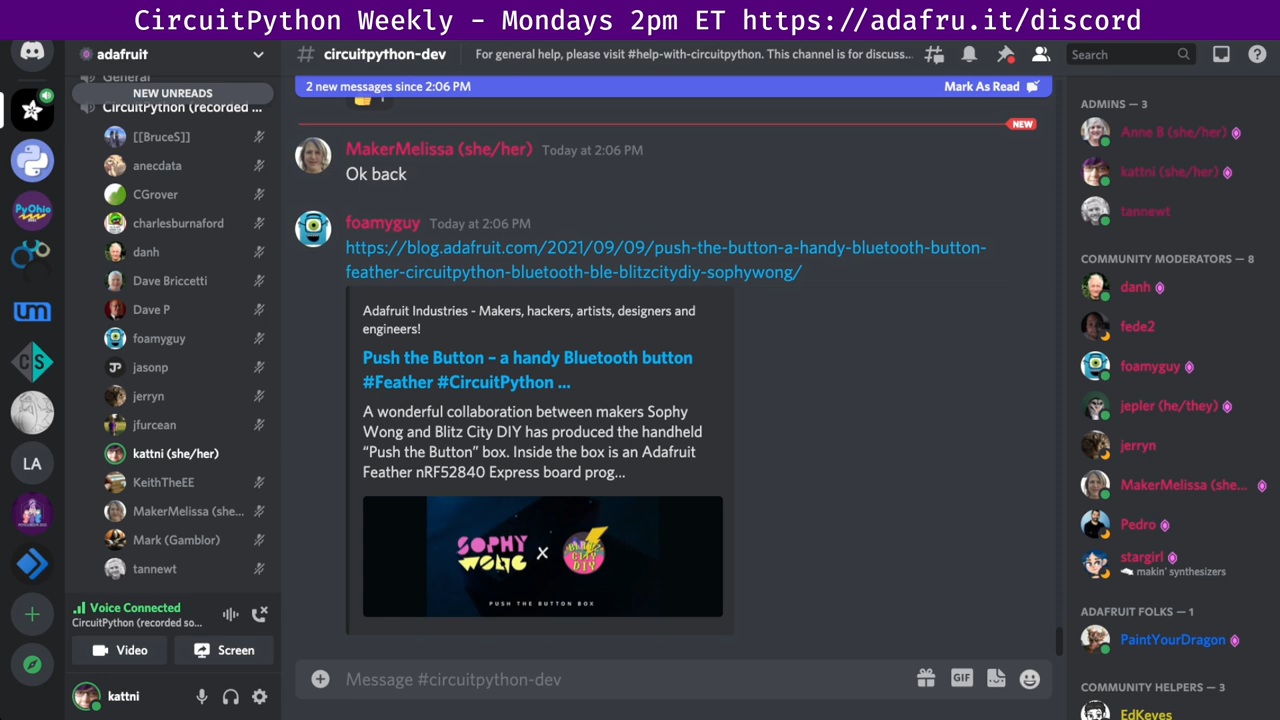 CircuitPython Weekly - Mondays 2pm ET https://adafru.it/discord
adafruit
General
NEW UNREADS
CircuitPython (recorded ...
[[BruceS]]
anecdata
CGrover
charlesburnaford
danh
Dave Briccetti
Dave P
foamyguy
jasonp
jerryn
jfurcean
kattni (she/her)
KeithTheEE
MakerMelissa (she...
Mark (Gamblor)
tannewt
Voice Connected
CircuitPython (recorded so...
Video
Screen
kattni
PyOhio
um
CS
LA
# circuitpython-dev
For general help, please visit #help-with-circuitpython. This channel is for discuss...
Search
2 new messages since 2:06 PM
Mark As Read
1
NEW
MakerMelissa (she/her) Today at 2:06 PM
Ok back
foamyguy Today at 2:06 PM
https://blog.adafruit.com/2021/09/09/push-the-button-a-handy-bluetooth-button-
feather-circuitpython-bluetooth-ble-blitzcitydiy-sophywong/
Adafruit Industries - Makers, hackers, artists, designers and
engineers!
Push the Button – a handy Bluetooth button
#Feather #CircuitPython ...
A wonderful collaboration between makers Sophy
Wong and Blitz City DIY has produced the handheld
“Push the Button” box. Inside the box is an Adafruit
Feather nRF52840 Express board prog...
SOPHY
WONG
X
BLITZ
CITY
DIY
PUSH THE BUTTON BOX
Message #circuitpython-dev
GIF
ADMINS — 3
Anne B (she/her)
kattni (she/her)
tannewt
COMMUNITY MODERATORS — 8
danh
fede2
foamyguy
jepler (he/they)
jerryn
MakerMelissa (she...
Pedro
stargirl
makin' synthesizers
ADAFRUIT FOLKS — 1
PaintYourDragon
COMMUNITY HELPERS — 3
EdKeyes